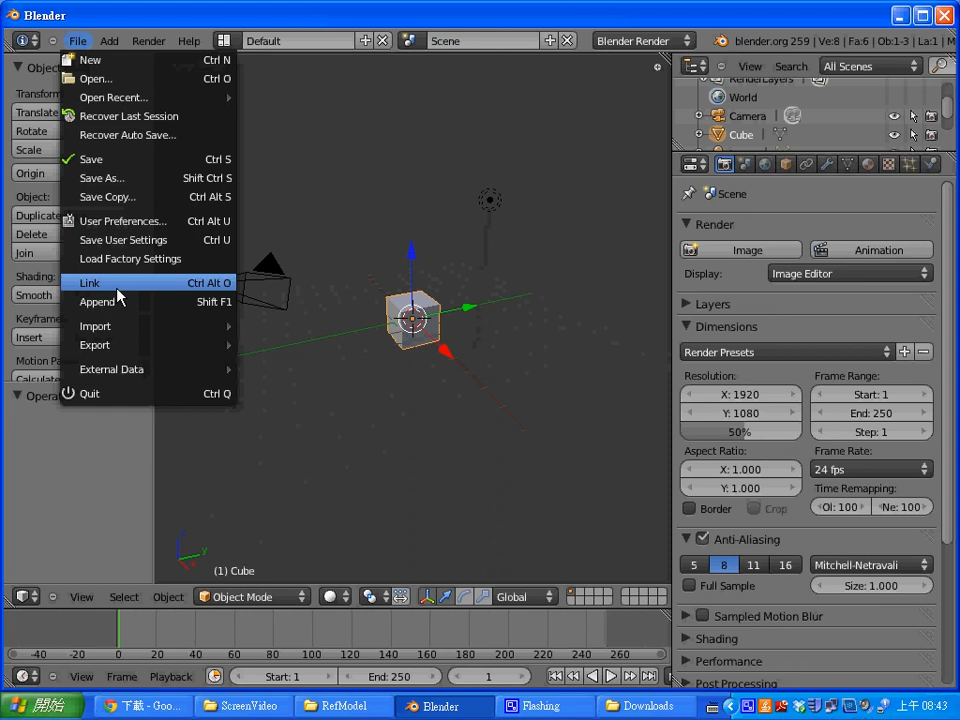 Blender
File Add Render Help Default Scene Blender Render blender.org 259 | Ve:8 | Fa:6 | Ob:1-3 | La:1 | M
New Ctrl N
Open... Ctrl O
Open Recent...
Recover Last Session
Recover Auto Save...
Save Ctrl S
Save As... Shift Ctrl S
Save Copy... Ctrl Alt S
User Preferences... Ctrl Alt U
Save User Settings Ctrl U
Load Factory Settings
Link Ctrl Alt O
Append Shift F1
Import
Export
External Data
Quit Ctrl Q
Transform
Translate
Rotate
Scale
Origin
Object:
Duplicate
Delete
Join
Shading:
Smooth
Keyframe
Insert
Motion Pa
Calculate
Opera
(1) Cube
View Select Object Object Mode Global
-40 -20 0 20 40 60 80 100 120 140 160 180 200 220 240 260
View Frame Playback Start: 1 End: 250 1
View Search All Scenes
RenderLayers
World
Camera
Cube
Scene
Render
Image Animation
Display: Image Editor
Layers
Dimensions
Render Presets
Resolution: Frame Range:
X: 1920 Start: 1
Y: 1080 End: 250
50% Step: 1
Aspect Ratio: Frame Rate:
X: 1.000 24 fps
Y: 1.000 Time Remapping:
Border Crop Ol: 100 Ne: 100
Anti-Aliasing
5 8 11 16 Mitchell-Netravali
Full Sample Size: 1.000
Sampled Motion Blur
Shading
Performance
Post Processing
開始 下載 - Goo... ScreenVideo RefModel Blender Flashing Downloads 上午 08:43